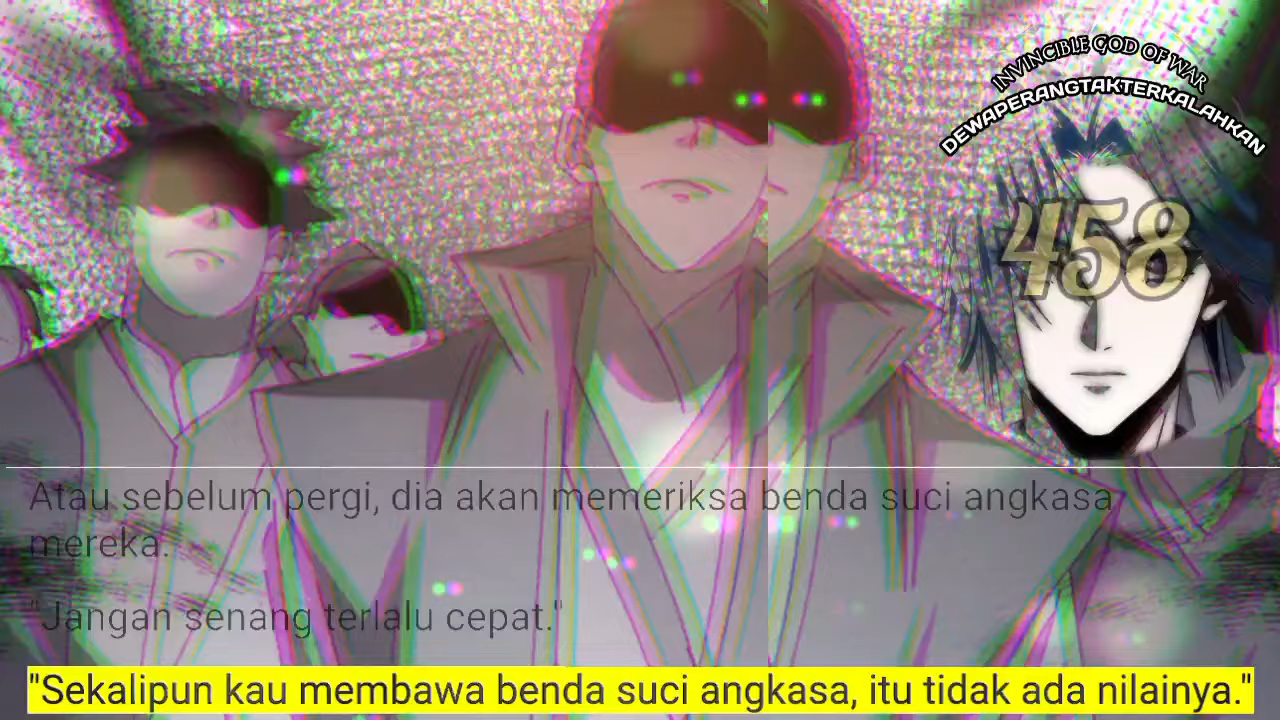 INVINCIBLE GOD OF WAR
DEWAPERANGTAKTERKALAHKAN
458
Atau sebelum pergi, dia akan memeriksa benda suci angkasa
mereka.
"Jangan senang terlalu cepat."
"Sekalipun kau membawa benda suci angkasa, itu tidak ada nilainya."